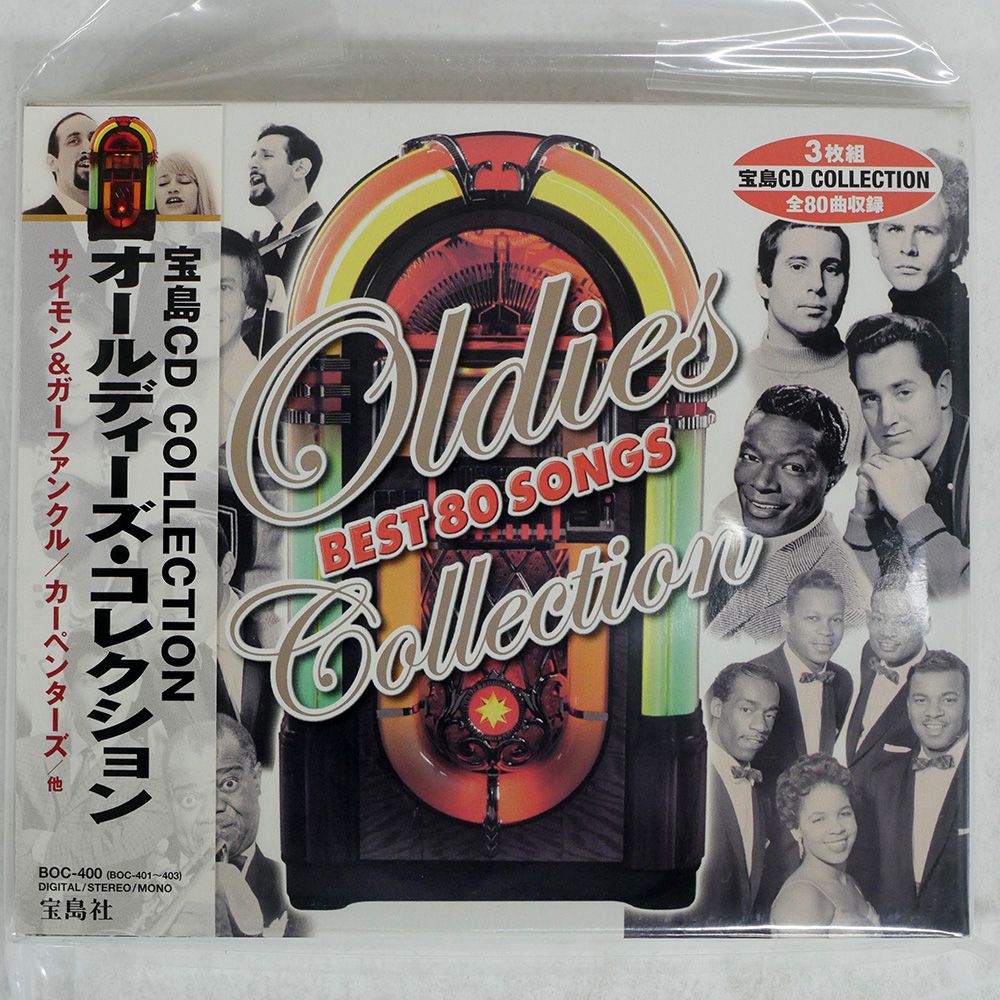 宝島CD COLLECTION
オールディーズ・コレクション
サイモン&ガーファンクル/カーペンターズ/他
BOC-400 (BOC-401~403)
DIGITAL/STEREO/MONO
宝島社
3枚組
宝島CD COLLECTION
全80曲収録
Oldies
BEST 80 SONGS
Collection